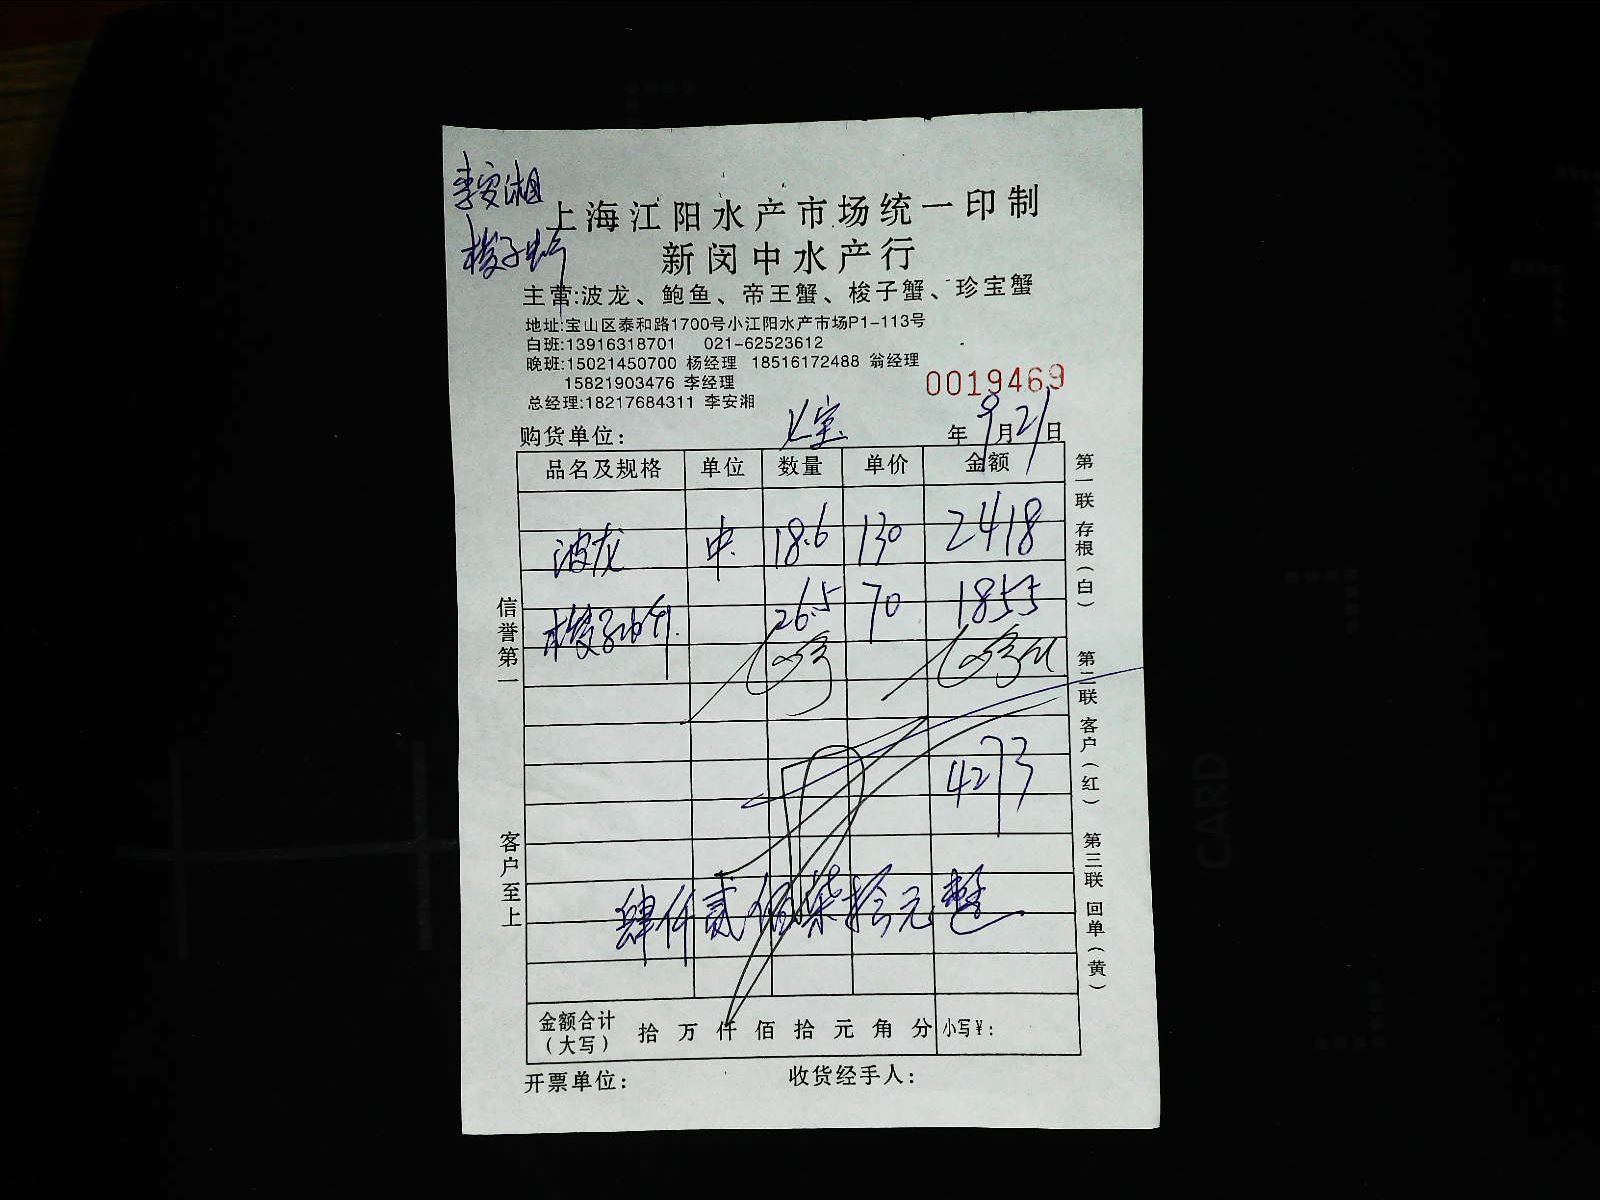 李安湘
上海江阳水产市场统一印制
梭子
新闵中水产行
主营:波龙、鲍鱼、帝王蟹、梭子蟹、珍宝蟹
地址:宝山区泰和路1700号小江阳水产市场P1-113号
白班:13916318701 021-62523612
晚班:15021450700 杨经理 18516172488 翁经理
15821903476 李经理
0019469
总经理:18217684311 李安湘
购货单位: 年9月21日
品名及规格 单位 数量 单价 金额
波龙 中 18.6 130 2418
梭子 26.5 70 1855
4273
肆仟贰佰柒拾元整
金额合计(大写) 拾 万 仟 佰 拾 元 角 分 小写¥:
开票单位: 收货经手人:
信誉第一
客户至上
第一联 存根(白)
第二联 客户(红)
第三联 回单(黄)
CARD